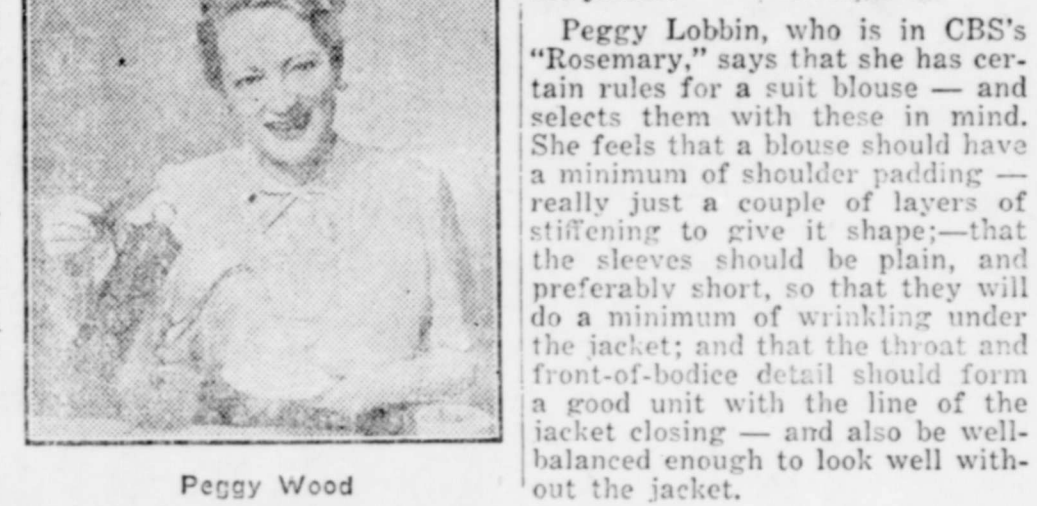 Peggy Lobbin, who is in CBS's
"Rosemary," says that she has cer-
tain rules for a suit blouse — and
selects them with these in mind.
She feels that a blouse should have
a minimum of shoulder padding —
really just a couple of layers of
stiffening to give it shape;—that
the sleeves should be plain, and
preferably short, so that they will
do a minimum of wrinkling under
the jacket; and that the throat and
front-of-bodice detail should form
a good unit with the line of the
jacket closing — and also be well-
balanced enough to look well with-
out the jacket.
Peggy Wood